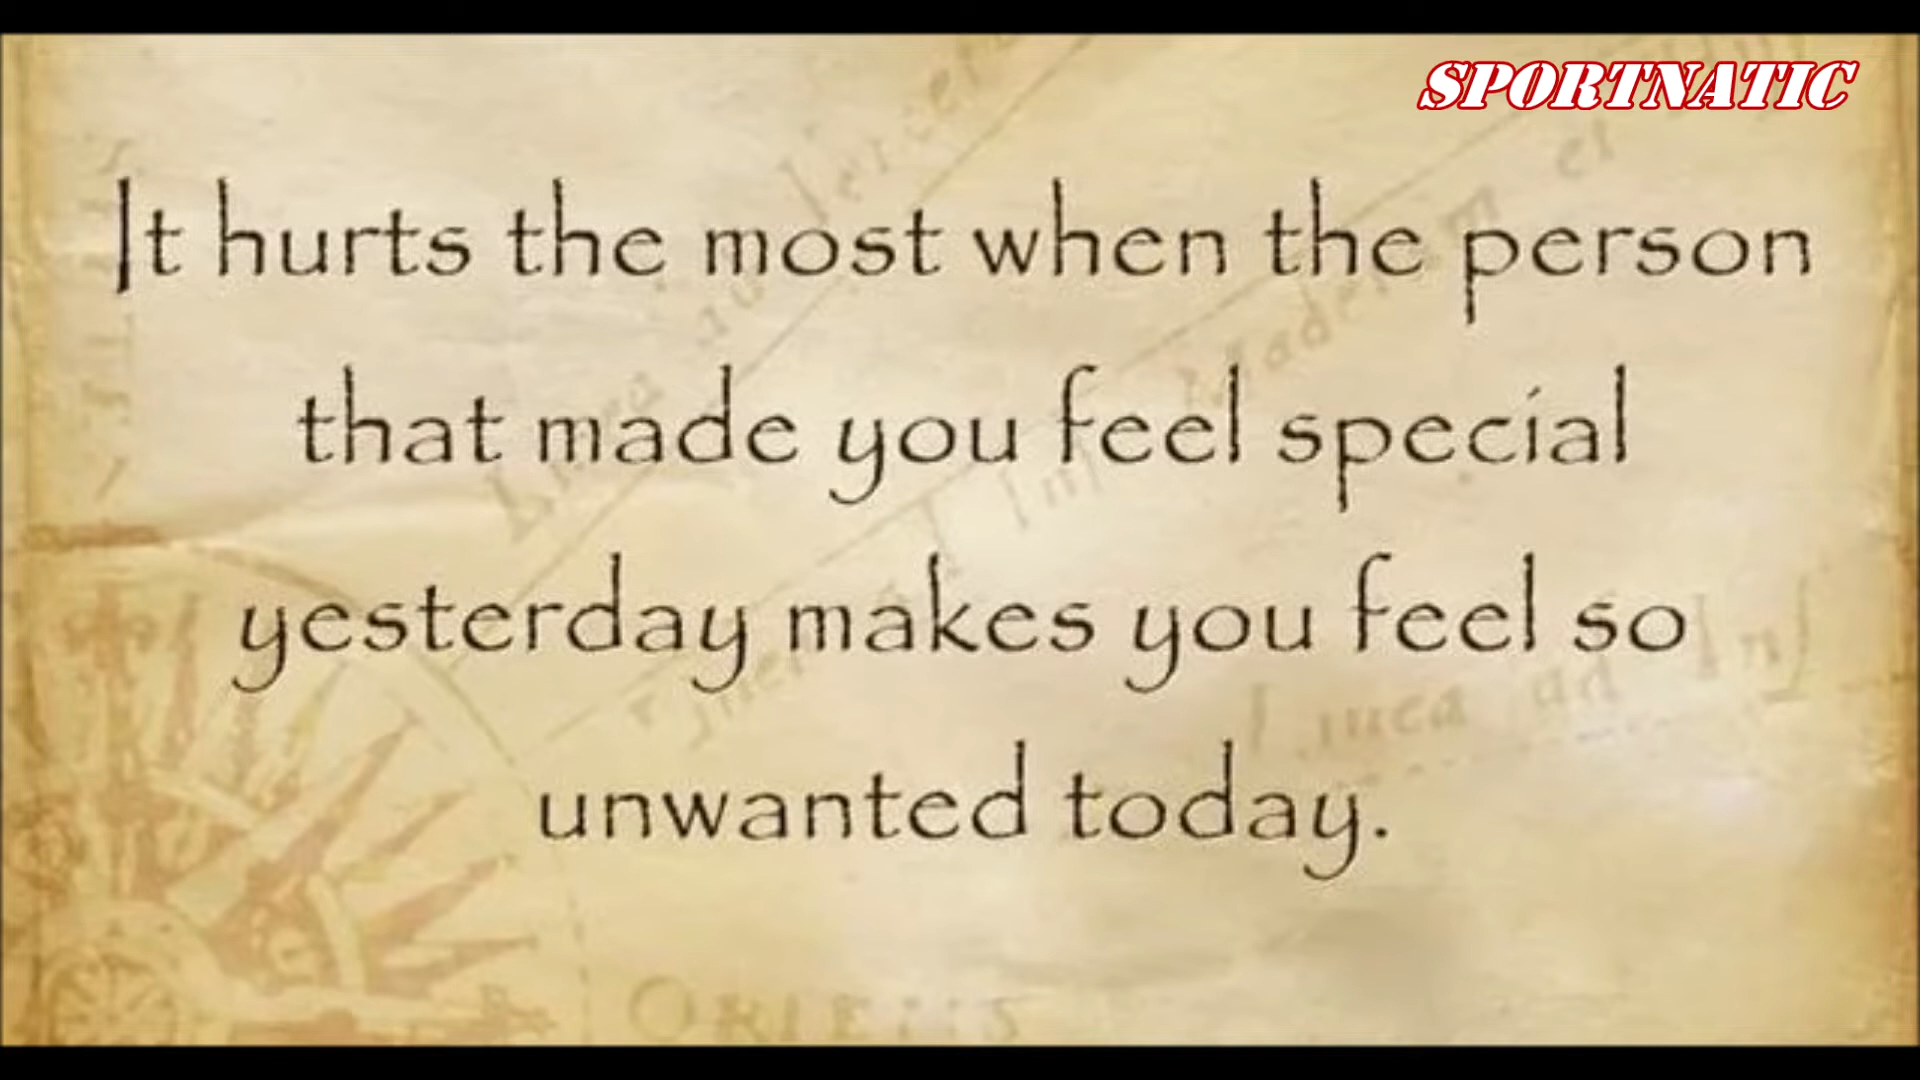 SPORTNATIC
It hurts the most when the person
that made you feel special
yesterday makes you feel so
unwanted today.